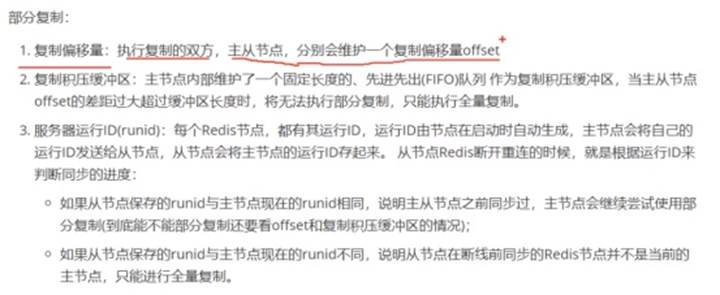 部分复制：
1. 复制偏移量：执行复制的双方，主从节点，分别会维护一个复制偏移量offset
2. 复制积压缓冲区：主节点内部维护了一个固定长度的、先进先出(FIFO)队列 作为复制积压缓冲区，当主从节点
offset的差距过大超过缓冲区长度时，将无法执行部分复制，只能执行全量复制。
3. 服务器运行ID(runid)：每个Redis节点，都有其运行ID，运行ID由节点在启动时自动生成，主节点会将自己的
运行ID发送给从节点，从节点会将主节点的运行ID存起来。 从节点Redis断开重连的时候，就是根据运行ID来
判断同步的进度：
如果从节点保存的runid与主节点现在的runid相同，说明主从节点之前同步过，主节点会继续尝试使用部
分复制(到底能不能部分复制还要看offset和复制积压缓冲区的情况)；
如果从节点保存的runid与主节点现在的runid不同，说明从节点在断线前同步的Redis节点并不是当前的
主节点，只能进行全量复制。